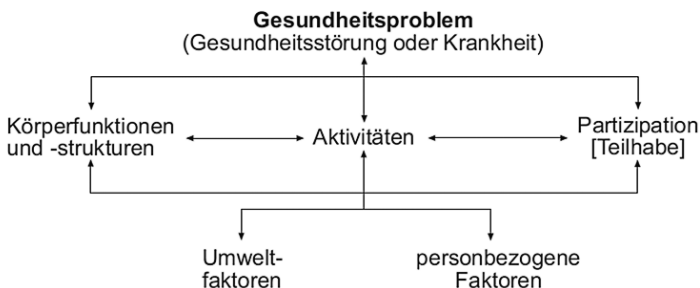 Gesundheitsproblem
(Gesundheitsstörung oder Krankheit)
Körperfunktionen
und -strukturen
Aktivitäten
Partizipation
[Teilhabe]
Umwelt-
faktoren
personbezogene
Faktoren